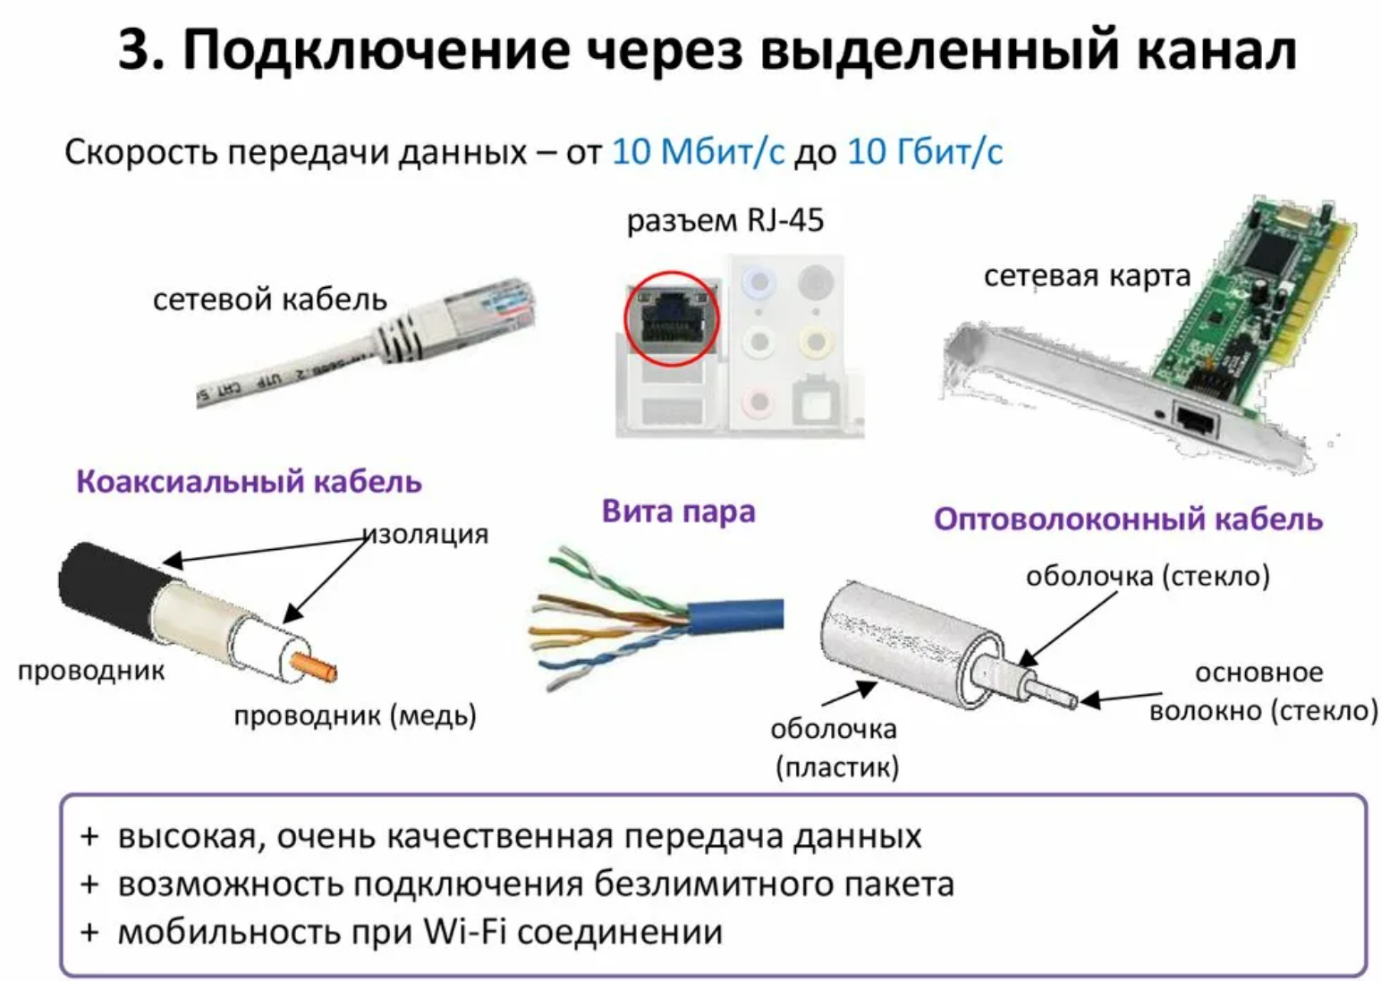 3. Подключение через выделенный канал
Скорость передачи данных – от 10 Мбит/с до 10 Гбит/с
разъем RJ-45
сетевой кабель
сетевая карта
Коаксиальный кабель
изоляция
проводник
проводник (медь)
Вита пара
Оптоволоконный кабель
оболочка (стекло)
основное
волокно (стекло)
оболочка
(пластик)
+ высокая, очень качественная передача данных
+ возможность подключения безлимитного пакета
+ мобильность при Wi-Fi соединении